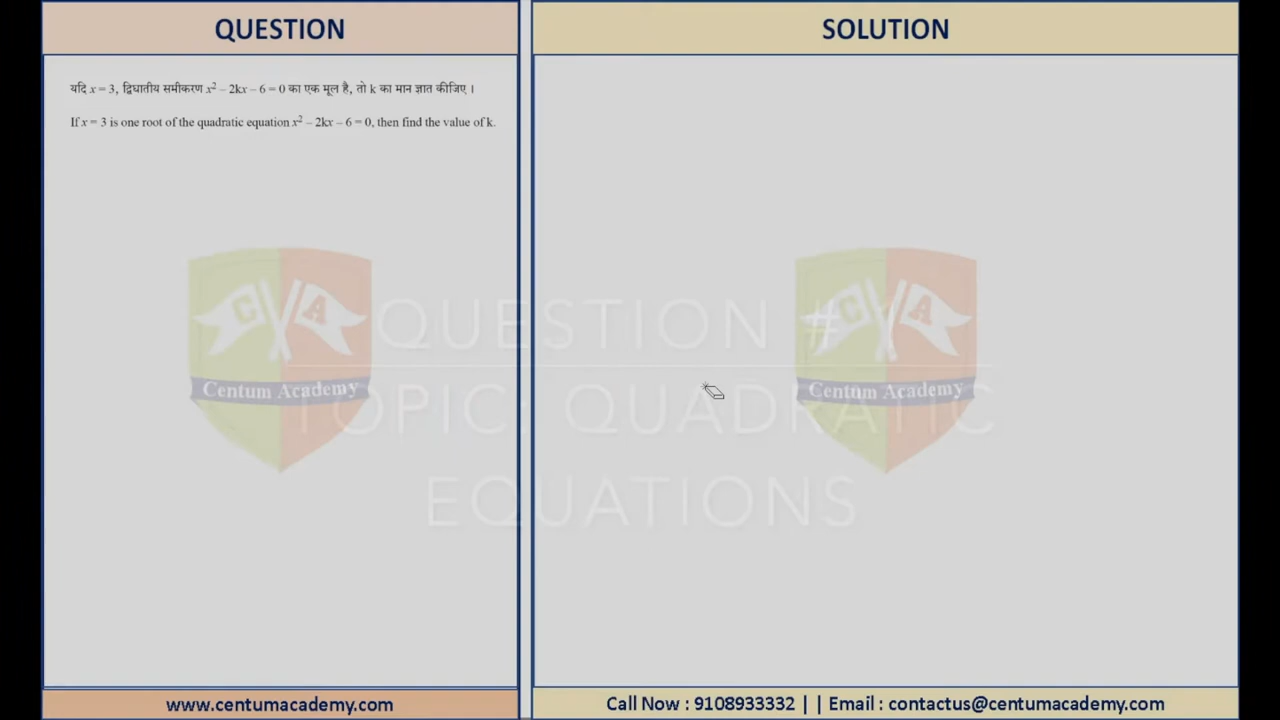 QUESTION
SOLUTION
यदि x = 3, द्विघातीय समीकरण x² – 2kx – 6 = 0 का एक मूल है, तो k का मान ज्ञात कीजिए ।
If x = 3 is one root of the quadratic equation x² – 2kx – 6 = 0, then find the value of k.
C A
Centum Academy
C A
Centum Academy
QUESTION #
TOPIC: QUADRATIC
EQUATIONS
www.centumacademy.com
Call Now : 9108933332 | | Email : contactus@centumacademy.com